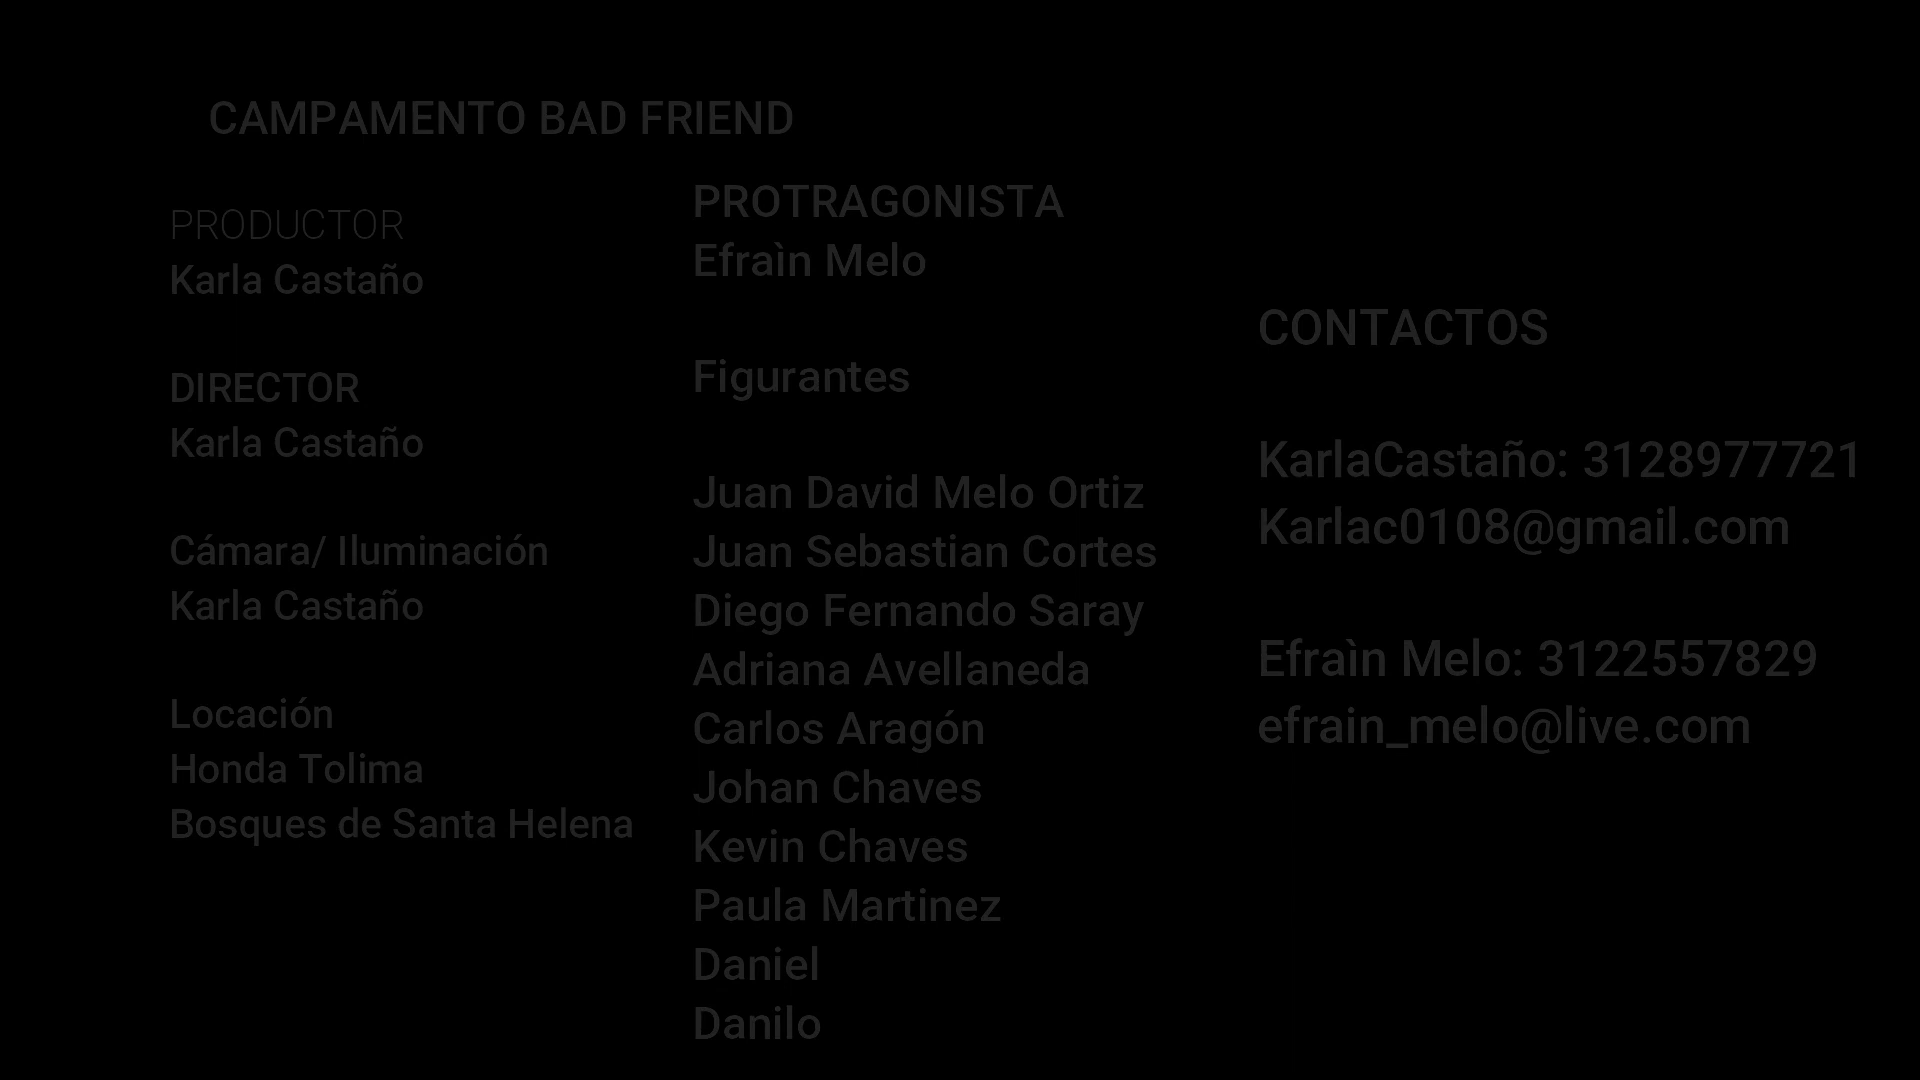 CAMPAMENTO BAD FRIEND
PRODUCTOR
Karla Castaño
DIRECTOR
Karla Castaño
Cámara/ Iluminación
Karla Castaño
Locación
Honda Tolima
Bosques de Santa Helena
PROTRAGONISTA
Efraìn Melo
Figurantes
Juan David Melo Ortiz
Juan Sebastian Cortes
Diego Fernando Saray
Adriana Avellaneda
Carlos Aragón
Johan Chaves
Kevin Chaves
Paula Martinez
Daniel
Danilo
CONTACTOS
KarlaCastaño: 3128977721
Karlac0108@gmail.com
Efraìn Melo: 3122557829
efrain_melo@live.com